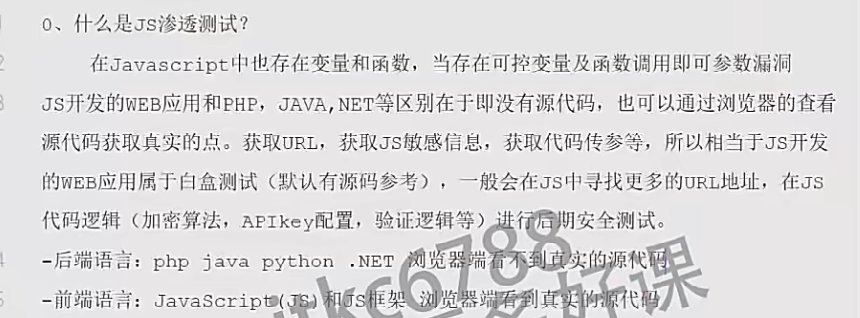 0、什么是JS渗透测试?
在Javascript中也存在变量和函数，当存在可控变量及函数调用即可参数漏洞
JS开发的WEB应用和PHP，JAVA,NET等区别在于即没有源代码，也可以通过浏览器的查看
源代码获取真实的点。获取URL，获取JS敏感信息，获取代码传参等，所以相当于JS开发
的WEB应用属于白盒测试（默认有源码参考），一般会在JS中寻找更多的URL地址，在JS
代码逻辑（加密算法，APIkey配置，验证逻辑等）进行后期安全测试。
-后端语言：php java python .NET 浏览器端看不到真实的源代码
-前端语言：JavaScript(JS)和JS框架 浏览器端看到真实的源代码
itkc6788